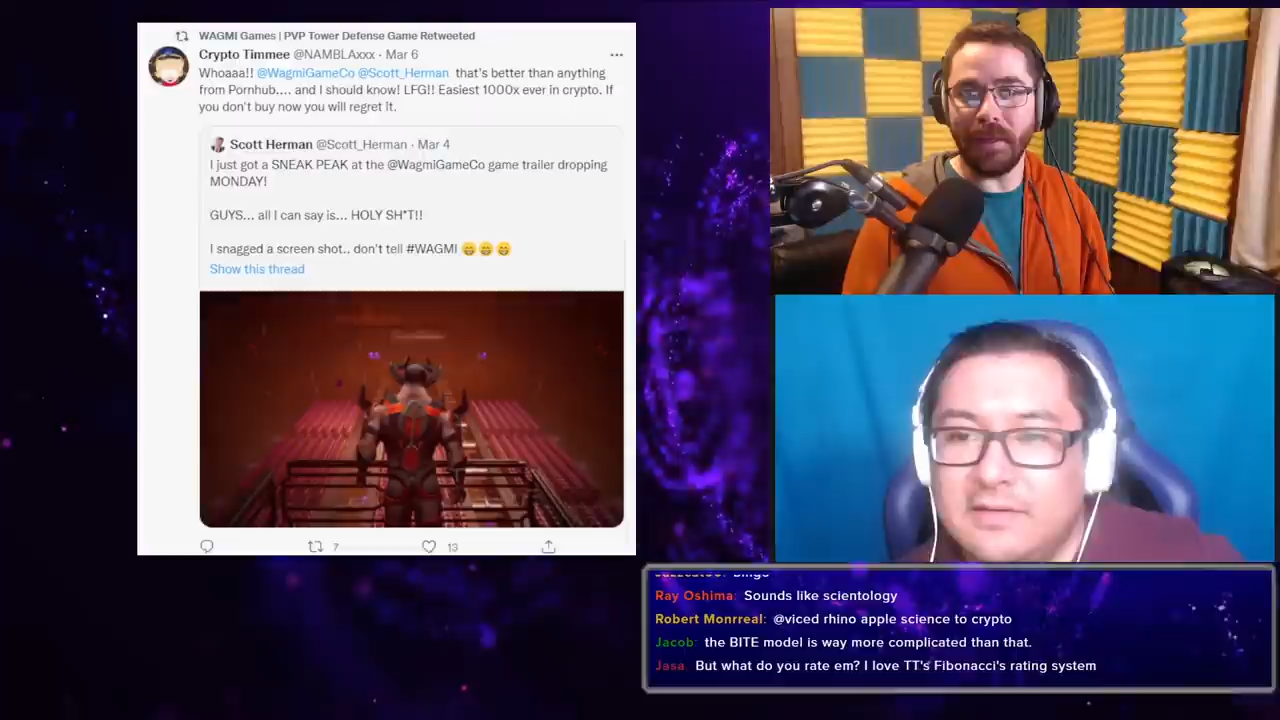 WAGMI Games | PVP Tower Defense Game Retweeted
Crypto Timmee @NAMBLAxxx · Mar 6
Whoaaa!! @WagmiGameCo @Scott_Herman that's better than anything
from Pornhub.... and I should know! LFG!! Easiest 1000x ever in crypto. If
you don't buy now you will regret it.
Scott Herman @Scott_Herman · Mar 4
I just got a SNEAK PEAK at the @WagmiGameCo game trailer dropping
MONDAY!
GUYS... all I can say is... HOLY SH*T!!
I snagged a screen shot.. don't tell #WAGMI 😁😁😁
Show this thread
7 13
Ray Oshima: Sounds like scientology
Robert Monrreal: @viced rhino apple science to crypto
Jacob: the BITE model is way more complicated than that.
Jasa: But what do you rate em? I love TT's Fibonacci's rating system